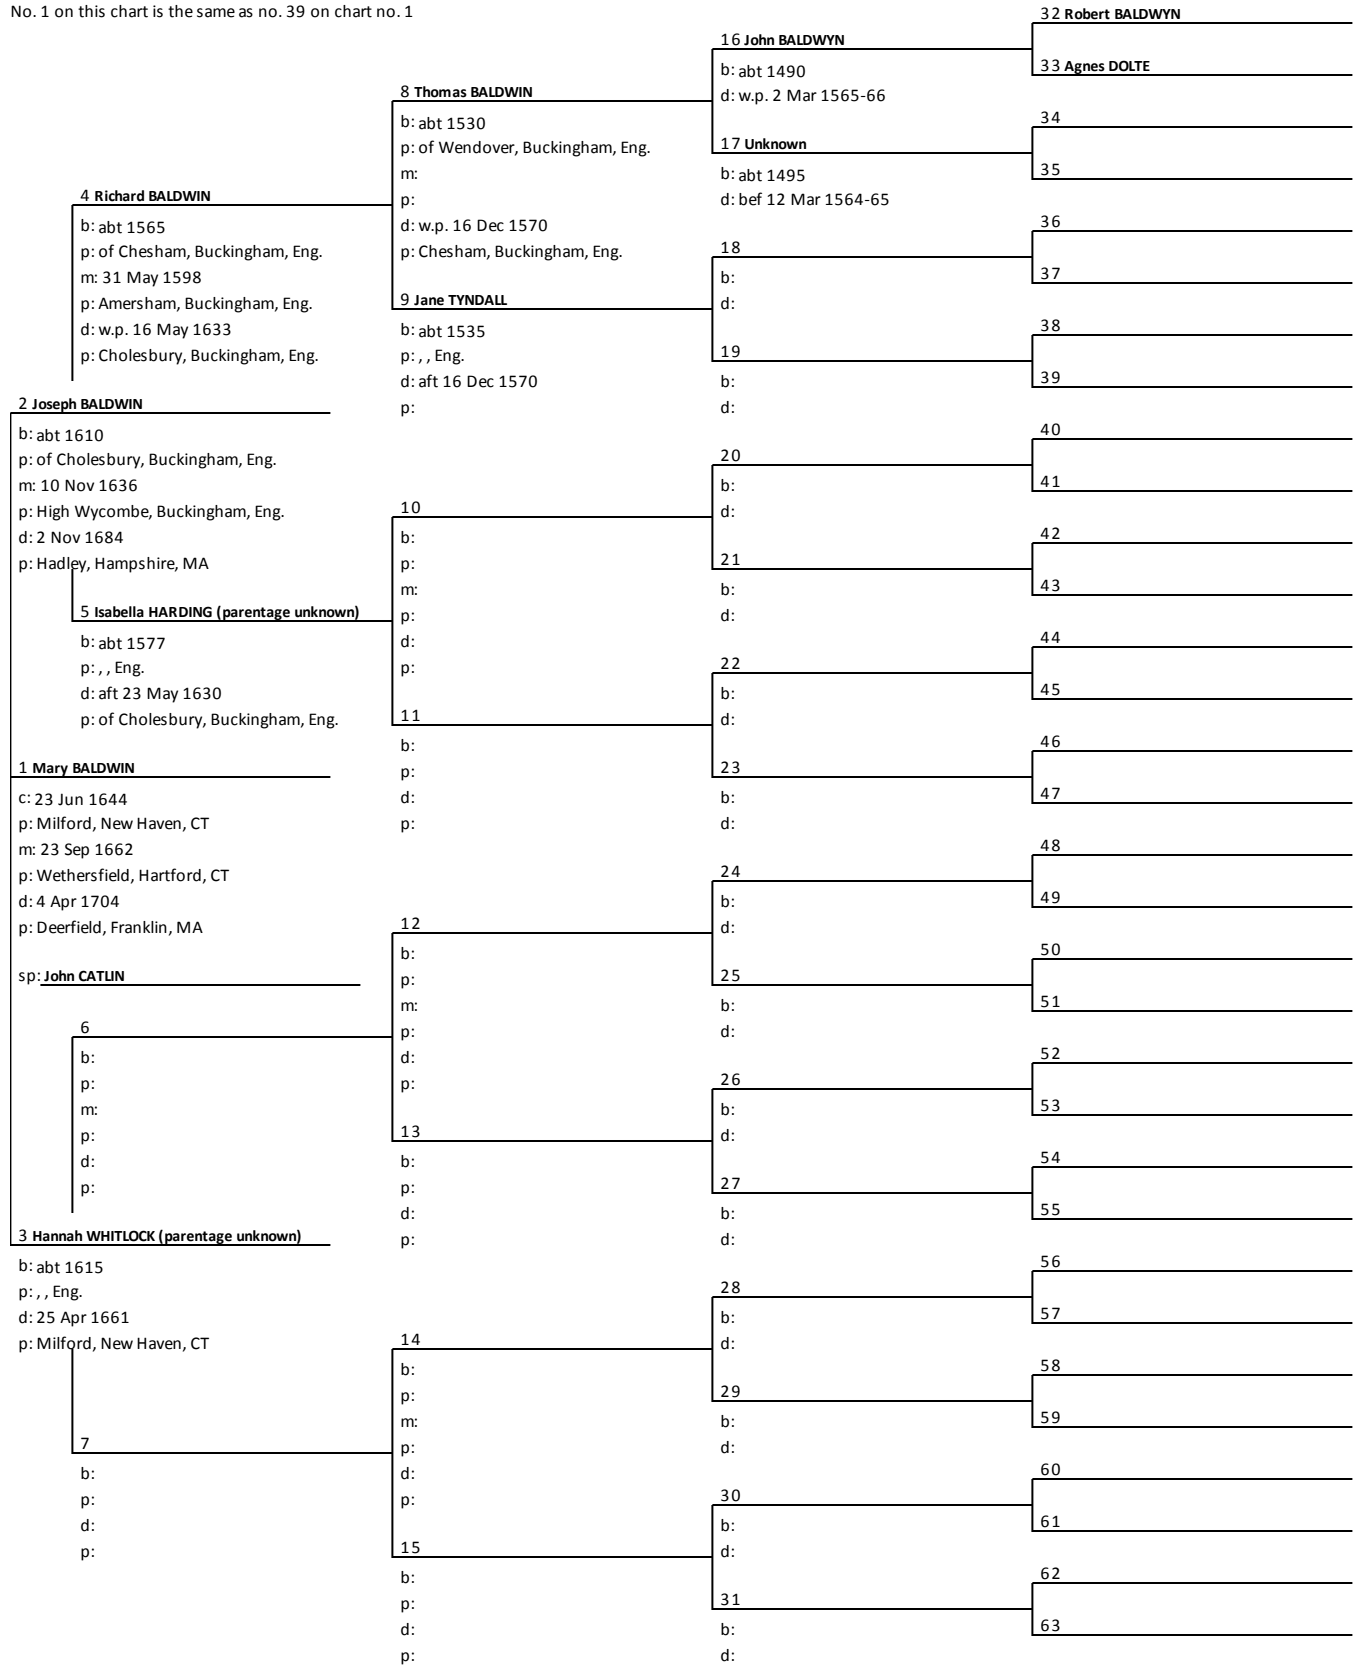 No. 1 on this chart is the same as no. 39 on chart no. 1
2 Joseph BALDWIN
b: abt 1610
p: of Cholesbury, Buckingham, Eng.
m: 10 Nov 1636
p: High Wycombe, Buckingham, Eng.
d: 2 Nov 1684
p: Hadley, Hampshire, MA
1 Mary BALDWIN
c: 23 Jun 1644
p: Milford, New Haven, CT
m: 23 Sep 1662
p: Wethersfield, Hartford, CT
d: 4 Apr 1704
p: Deerfield, Franklin, MA
sp: John CATLIN
3 Hannah WHITLOCK (parentage unknown)
b: abt 1615
p: , , Eng.
d: 25 Apr 1661
p: Milford, New Haven, CT
4 Richard BALDWIN
b: abt 1565
p: of Chesham, Buckingham, Eng.
m: 31 May 1598
p: Amersham, Buckingham, Eng.
d: w.p. 16 May 1633
p: Cholesbury, Buckingham, Eng.
5 Isabella HARDING (parentage unknown)
b: abt 1577
p: , , Eng.
d: aft 23 May 1630
p: of Cholesbury, Buckingham, Eng.
6
b:
p:
m:
p:
d:
p:
7
b:
p:
d:
p:
8 Thomas BALDWIN
b: abt 1530
p: of Wendover, Buckingham, Eng.
m:
p:
d: w.p. 16 Dec 1570
p: Chesham, Buckingham, Eng.
9 Jane TYNDALL
b: abt 1535
p: , , Eng.
d: aft 16 Dec 1570
p:
10
b:
p:
m:
p:
d:
p:
11
b:
p:
d:
p:
12
b:
p:
m:
p:
d:
p:
13
b:
p:
d:
p:
14
b:
p:
m:
p:
d:
p:
15
b:
p:
d:
p:
16 John BALDWYN
b: abt 1490
d: w.p. 2 Mar 1565-66
17 Unknown
b: abt 1495
d: bef 12 Mar 1564-65
18
b:
d:
19
b:
d:
20
b:
d:
21
b:
d:
22
b:
d:
23
b:
d:
24
b:
d:
25
b:
d:
26
b:
d:
27
b:
d:
28
b:
d:
29
b:
d:
30
b:
d:
31
b:
d:
32 Robert BALDWYN
33 Agnes DOLTE
34
35
36
37
38
39
40
41
42
43
44
45
46
47
48
49
50
51
52
53
54
55
56
57
58
59
60
61
62
63